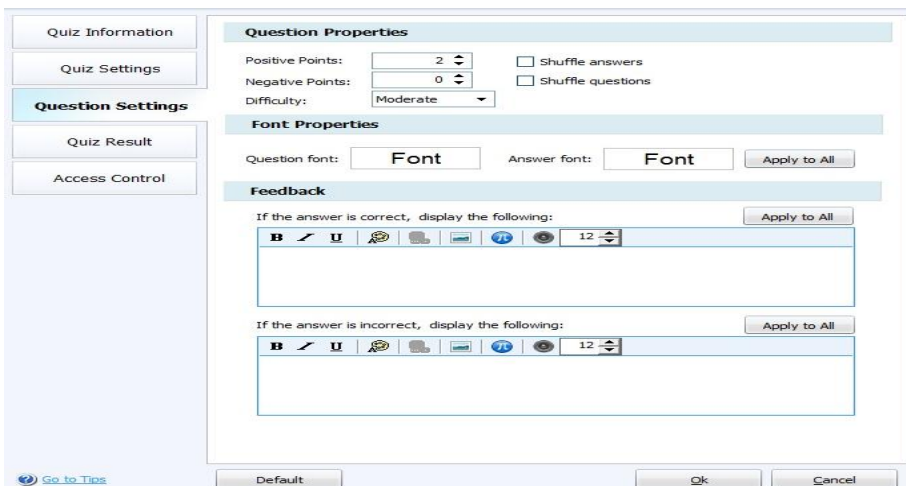 Quiz Information
Quiz Settings
Question Settings
Quiz Result
Access Control
Question Properties
Positive Points: 2 Shuffle answers
Negative Points: 0 Shuffle questions
Difficulty: Moderate
Font Properties
Question font: Font Answer font: Font Apply to All
Feedback
If the answer is correct, display the following: Apply to All
B I U A π 12
If the answer is incorrect, display the following: Apply to All
B I U A π 12
Go to Tips Default Ok Cancel